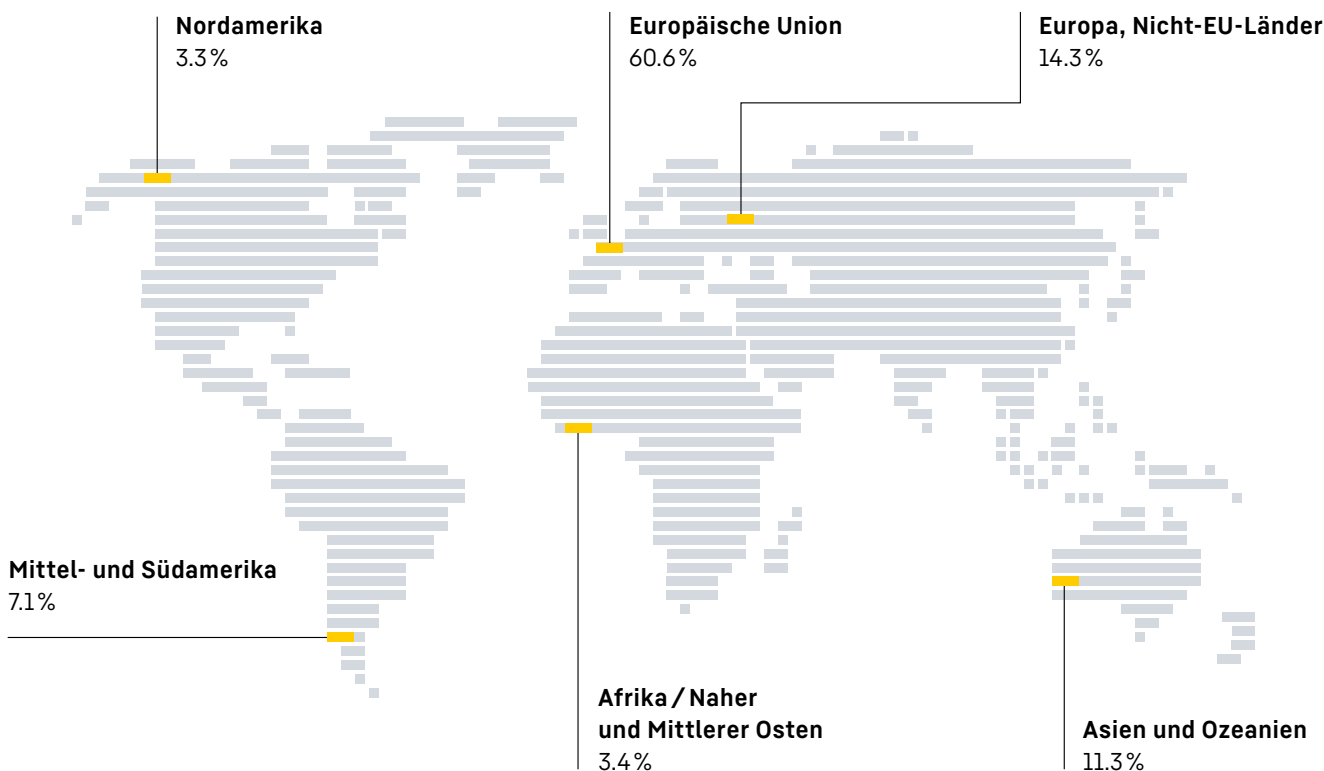 Nordamerika
3.3 %
Europäische Union
60.6 %
Europa, Nicht-EU-Länder
14.3 %
Mittel- und Südamerika
7.1 %
Afrika / Naher
und Mittlerer Osten
3.4 %
Asien und Ozeanien
11.3 %